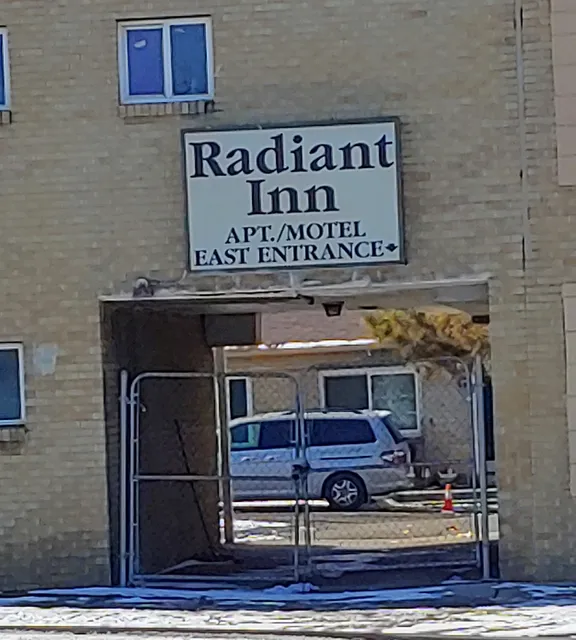 Radiant
Inn
APT./MOTEL
EAST ENTRANCE